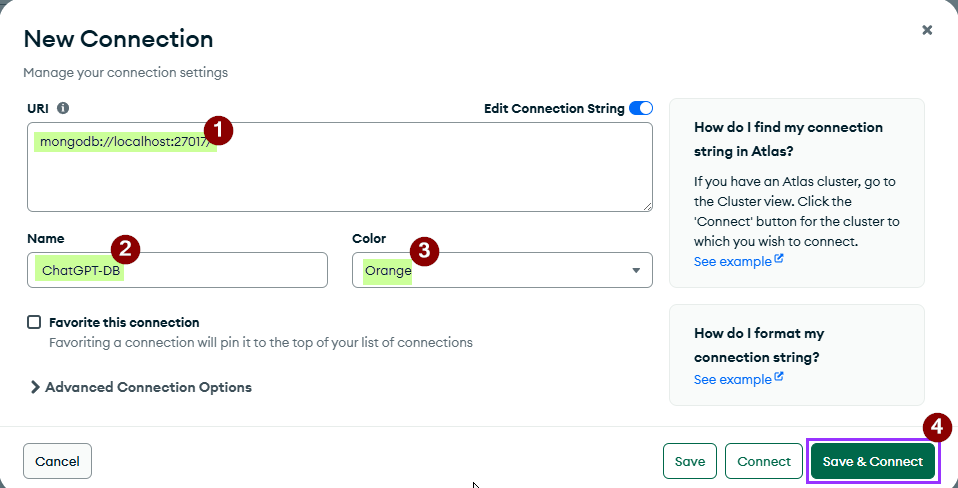 New Connection
Manage your connection settings
URI
Edit Connection String
mongodb://localhost:27017/
1
Name
2
ChatGPT-DB
Color
3
Orange
Favorite this connection
Favoriting a connection will pin it to the top of your list of connections
Advanced Connection Options
How do I find my connection
string in Atlas?
If you have an Atlas cluster, go to
the Cluster view. Click the
'Connect' button for the cluster to
which you wish to connect.
See example
How do I format my
connection string?
See example
4
Cancel
Save
Connect
Save & Connect